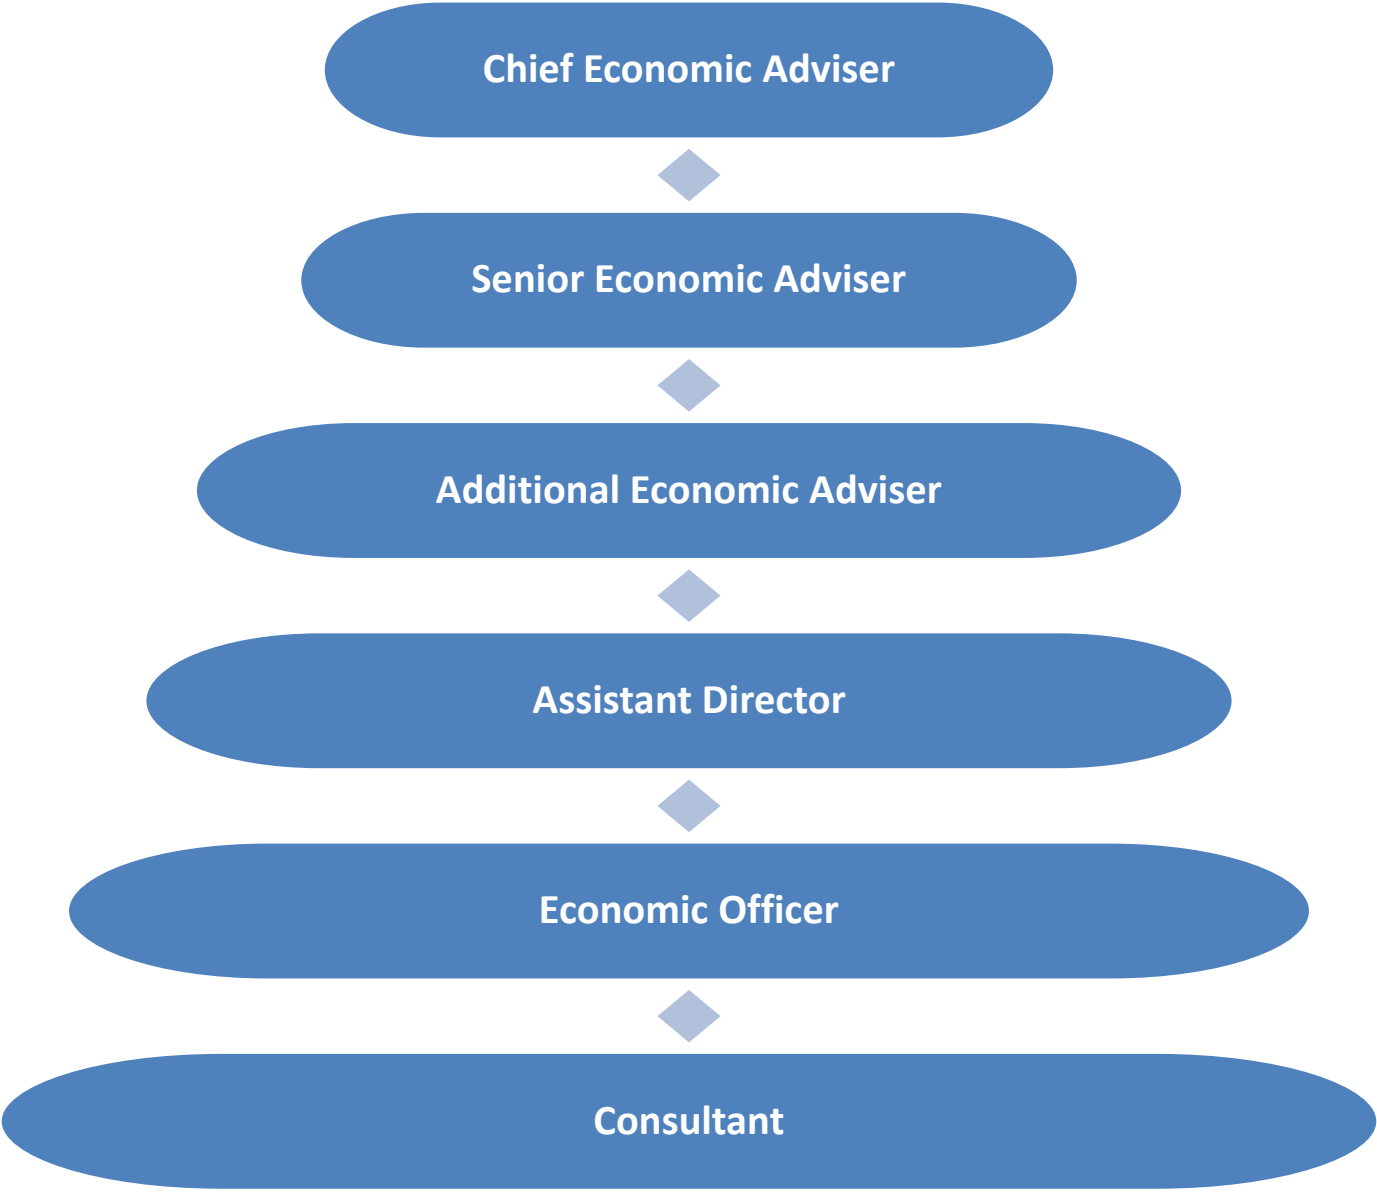 Chief Economic Adviser
Senior Economic Adviser
Additional Economic Adviser
Assistant Director
Economic Officer
Consultant